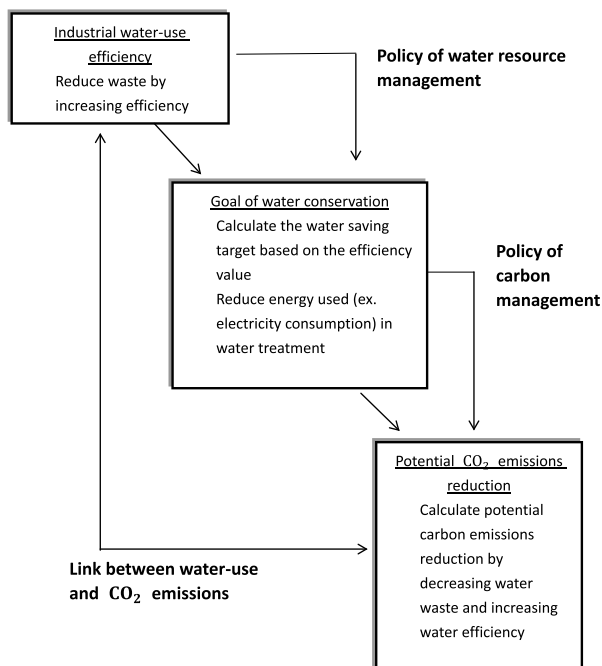 Industrial water-use
efficiency
Reduce waste by
increasing efficiency
Policy of water resource
management
Goal of water conservation
Calculate the water saving
target based on the efficiency
value
Reduce energy used (ex.
electricity consumption) in
water treatment
Policy of
carbon
management
Potential CO₂ emissions
reduction
Calculate potential
carbon emissions
reduction by
decreasing water
waste and increasing
water efficiency
Link between water-use
and CO₂ emissions